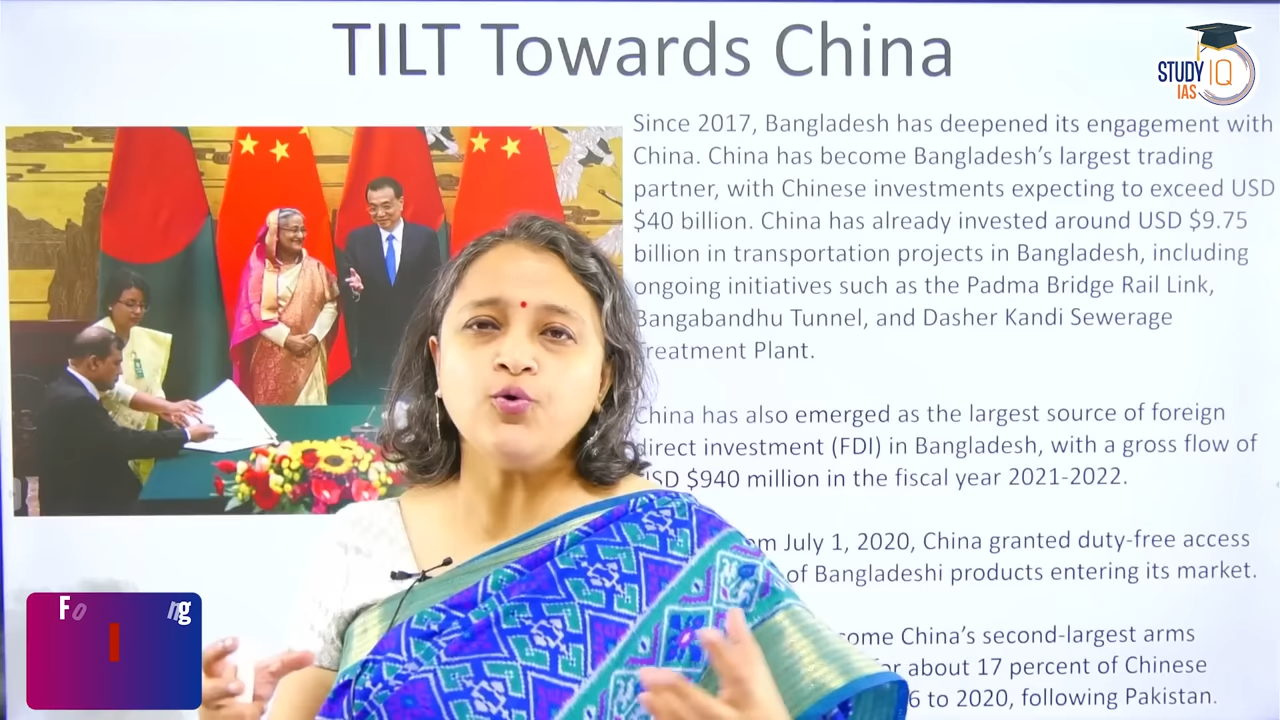 TILT Towards China
STUDY IQ
IAS
Since 2017, Bangladesh has deepened its engagement with
China. China has become Bangladesh's largest trading
partner, with Chinese investments expecting to exceed USD
$40 billion. China has already invested around USD $9.75
billion in transportation projects in Bangladesh, including
ongoing initiatives such as the Padma Bridge Rail Link,
Bangabandhu Tunnel, and Dasher Kandi Sewerage
reatment Plant.
China has also emerged as the largest source of foreign
direct investment (FDI) in Bangladesh, with a gross flow of
USD $940 million in the fiscal year 2021-2022.
July 1, 2020, China granted duty-free access
of Bangladeshi products entering its market.
China's second-largest arms
about 17 percent of Chinese
to 2020, following Pakistan.